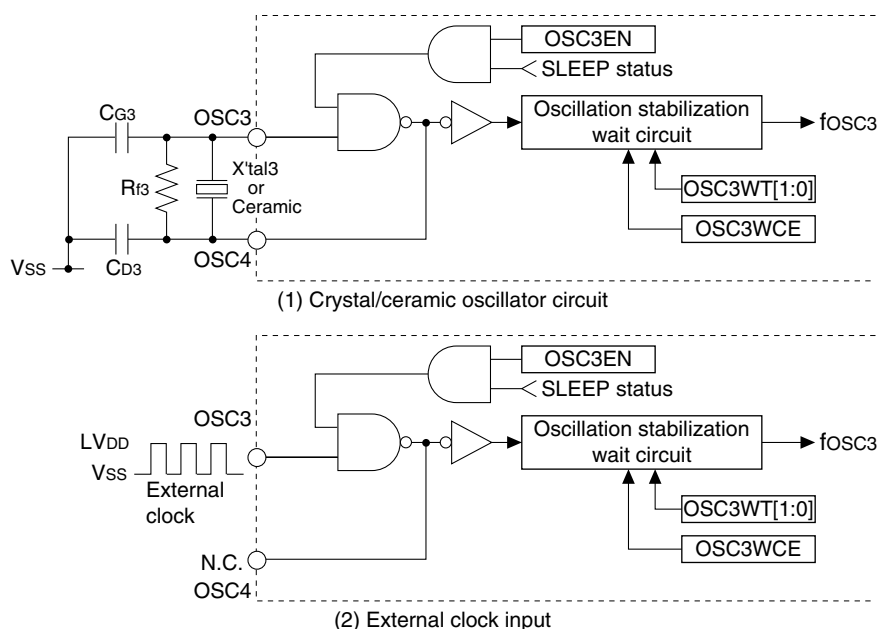 OSC3EN
SLEEP status
CG3
OSC3
Oscillation stabilization
wait circuit
fOSC3
Rf3
X'tal3
or
Ceramic
OSC3WT[1:0]
OSC3WCE
VSS
CD3
OSC4
(1) Crystal/ceramic oscillator circuit
OSC3EN
SLEEP status
OSC3
LVDD
VSS
External
clock
Oscillation stabilization
wait circuit
fOSC3
OSC3WT[1:0]
OSC3WCE
N.C.
OSC4
(2) External clock input